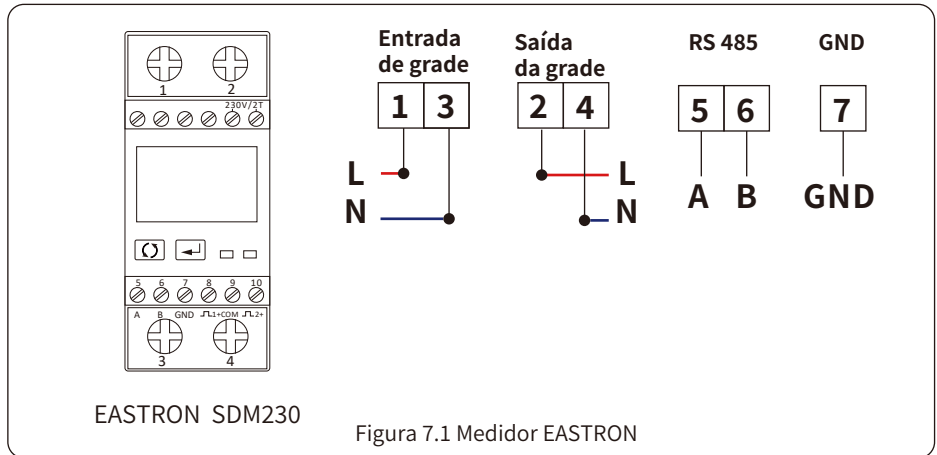 1 2
230V/2T
5 6 7 8 9 10
A B GND 1+COM 2+
3 4
EASTRON SDM230
Entrada
de grade
1 3
L
N
Saída
da grade
2 4
L
N
RS 485
5 6
A B
GND
7
GND
Figura 7.1 Medidor EASTRON